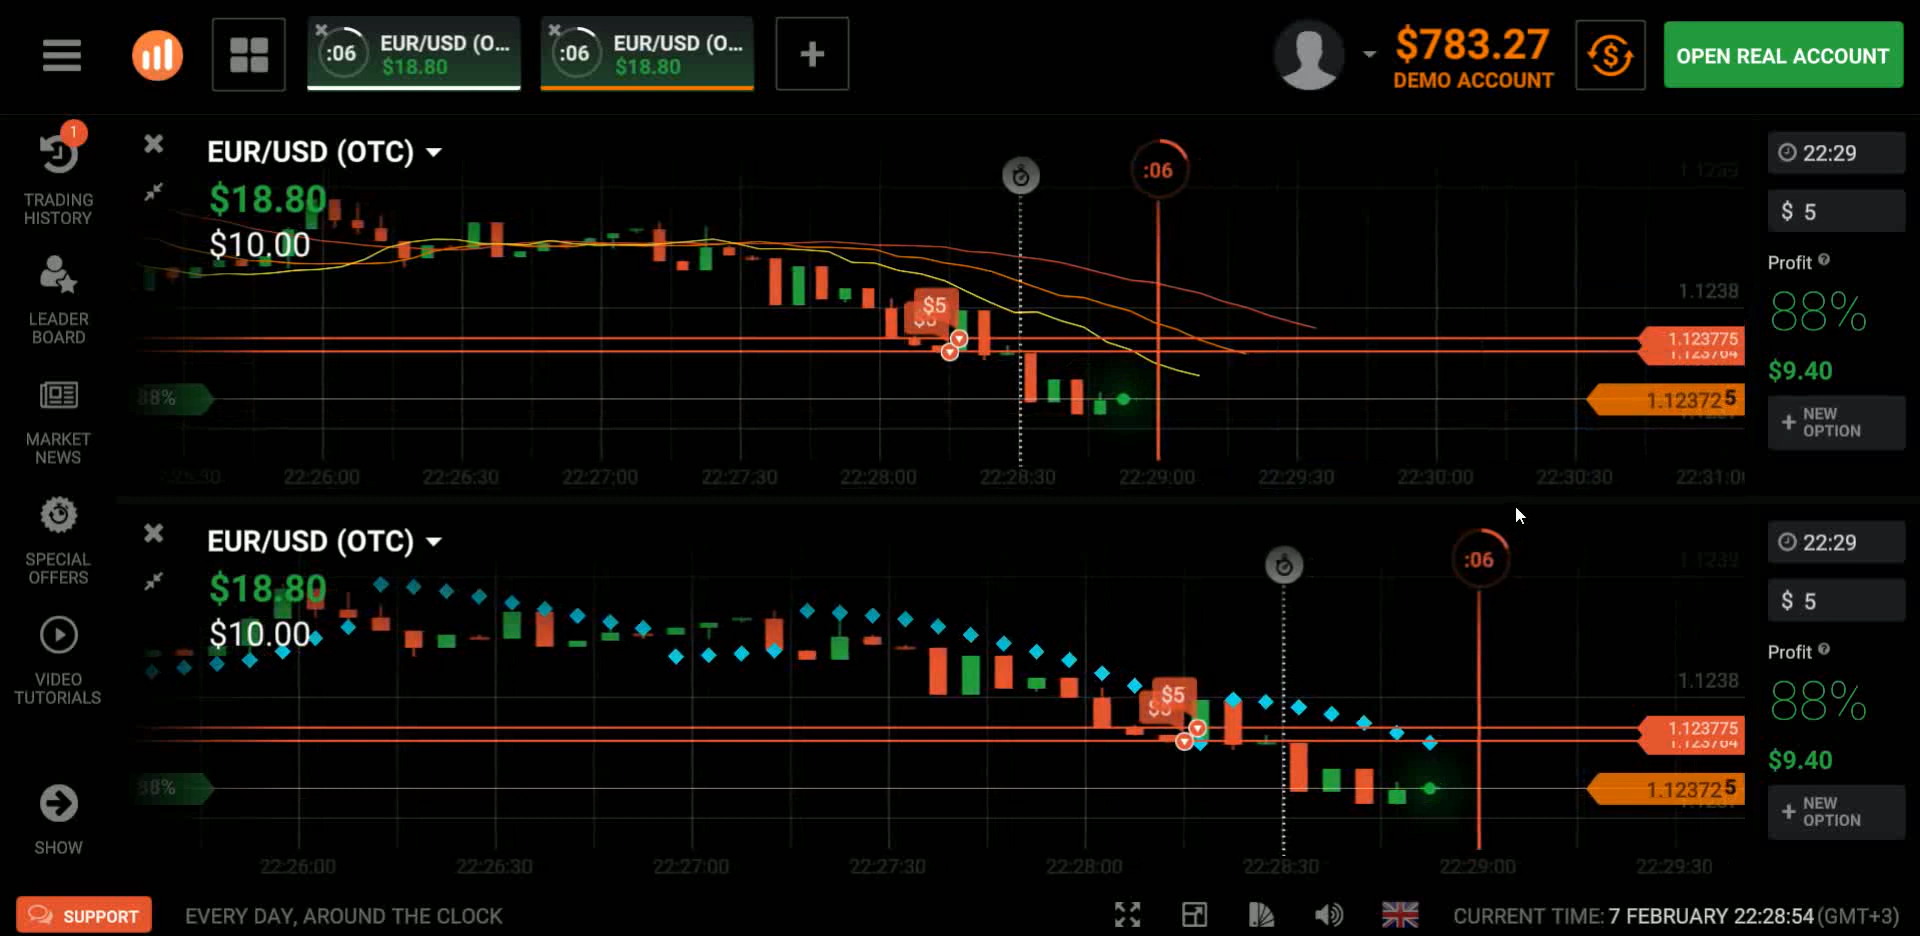 :06
EUR/USD (O...
$18.80
:06
EUR/USD (O...
$18.80
+
$783.27
DEMO ACCOUNT
OPEN REAL ACCOUNT
1
TRADING
HISTORY
LEADER
BOARD
MARKET
NEWS
SPECIAL
OFFERS
VIDEO
TUTORIALS
SHOW
EUR/USD (OTC)
$18.80
$10.00
:06
1.1239
1.1238
$5
$5
1.123775
1.123764
88%
1.123725
22:26:00
22:26:30
22:27:00
22:27:30
22:28:00
22:28:30
22:29:00
22:29:30
22:30:00
22:30:30
22:31:0
22:29
$ 5
Profit
88%
$9.40
+ NEW
OPTION
EUR/USD (OTC)
$18.80
$10.00
:06
1.1239
1.1238
$5
$5
1.123775
1.123764
88%
1.123725
22:26:00
22:26:30
22:27:00
22:27:30
22:28:00
22:28:30
22:29:00
22:29:30
22:29
$ 5
Profit
88%
$9.40
+ NEW
OPTION
SUPPORT
EVERY DAY, AROUND THE CLOCK
CURRENT TIME: 7 FEBRUARY 22:28:54 (GMT+3)